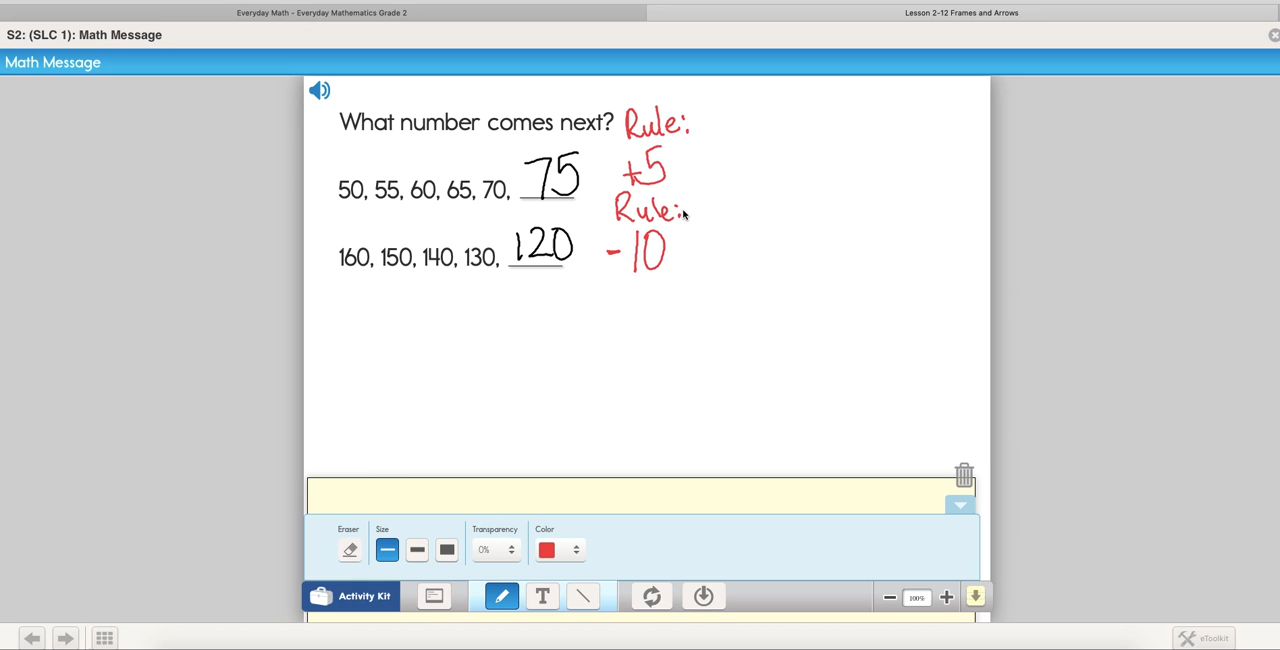 Everyday Math - Everyday Mathematics Grade 2
Lesson 2-12 Frames and Arrows
S2: (SLC 1): Math Message
Math Message
What number comes next? Rule:
+5
50, 55, 60, 65, 70, 75
Rule:
160, 150, 140, 130, 120 -10
Eraser
Size
Transparency
Color
0%
Activity Kit
T
100%
eToolkit